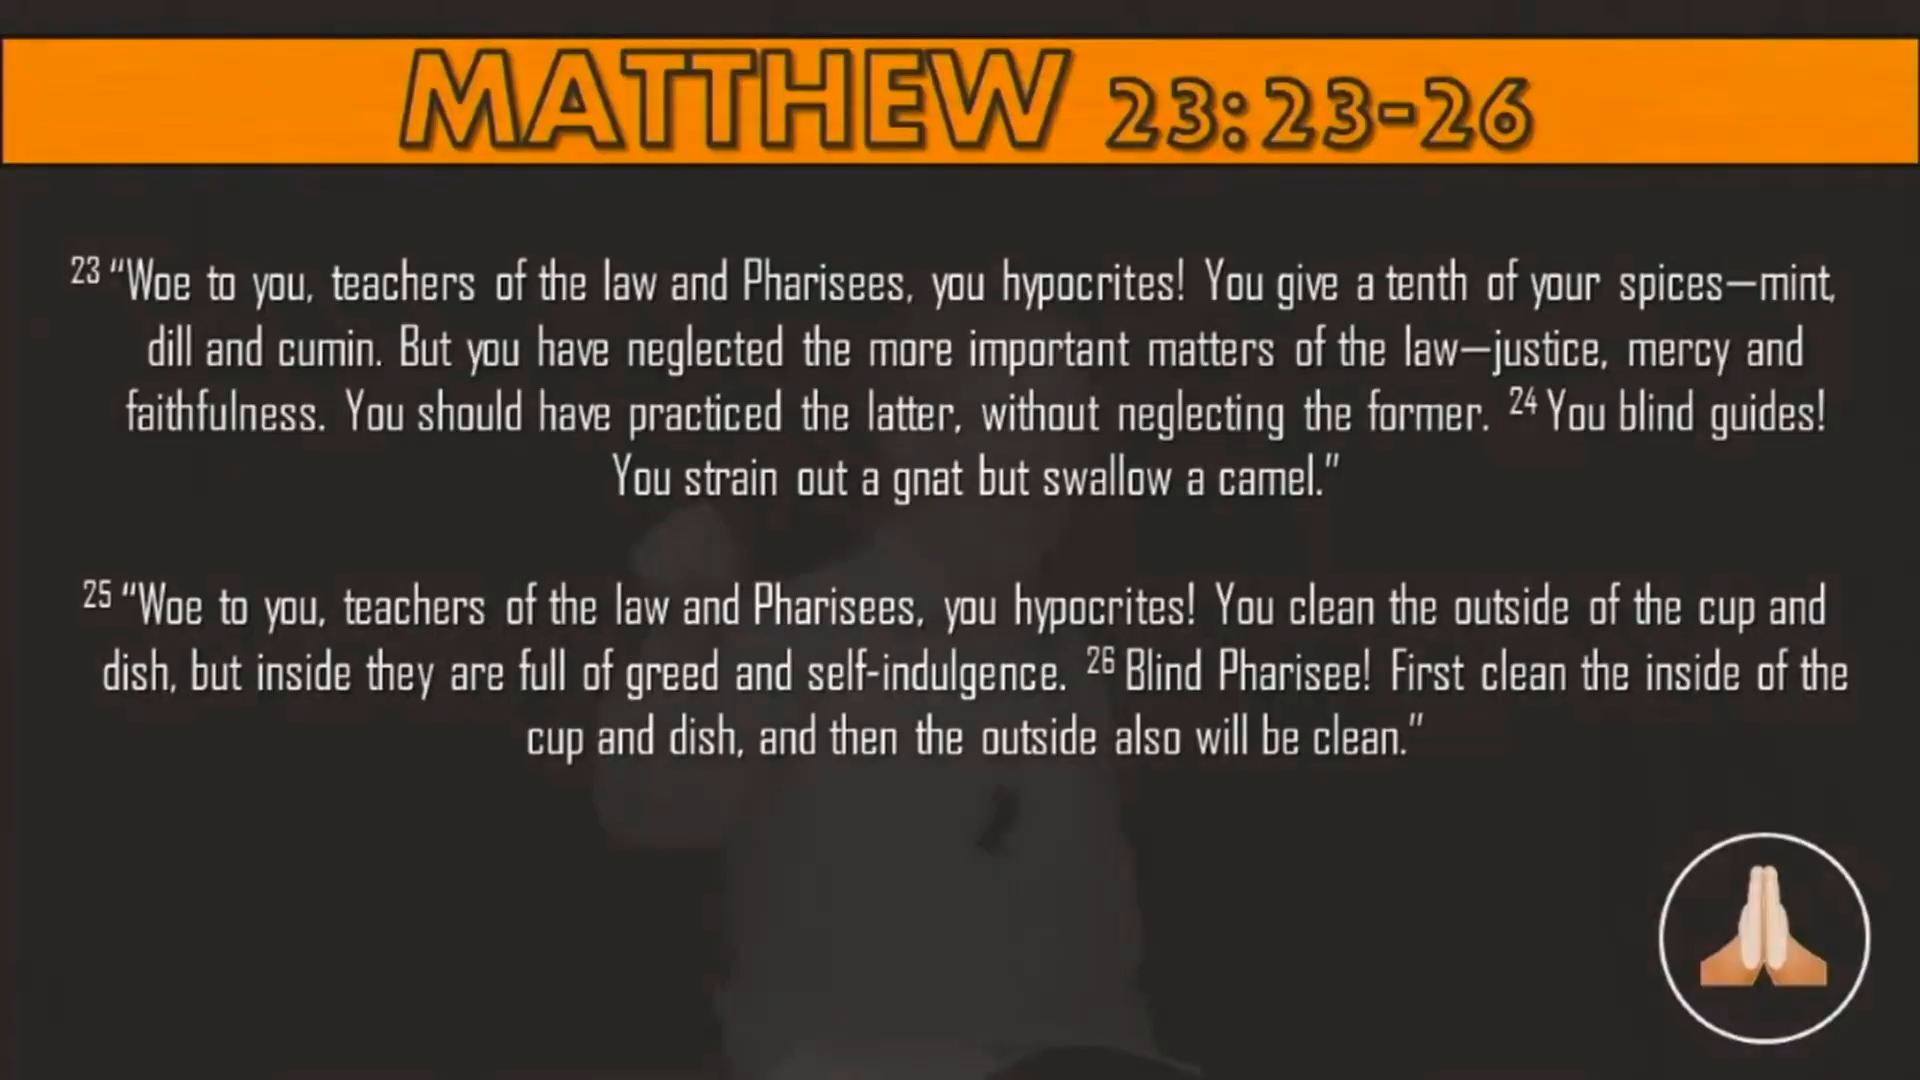 MATTHEW 23:23-26
23 "Woe to you, teachers of the law and Pharisees, you hypocrites! You give a tenth of your spices—mint,
dill and cumin. But you have neglected the more important matters of the law—justice, mercy and
faithfulness. You should have practiced the latter, without neglecting the former. 24 You blind guides!
You strain out a gnat but swallow a camel."
25 "Woe to you, teachers of the law and Pharisees, you hypocrites! You clean the outside of the cup and
dish, but inside they are full of greed and self-indulgence. 26 Blind Pharisee! First clean the inside of the
cup and dish, and then the outside also will be clean."